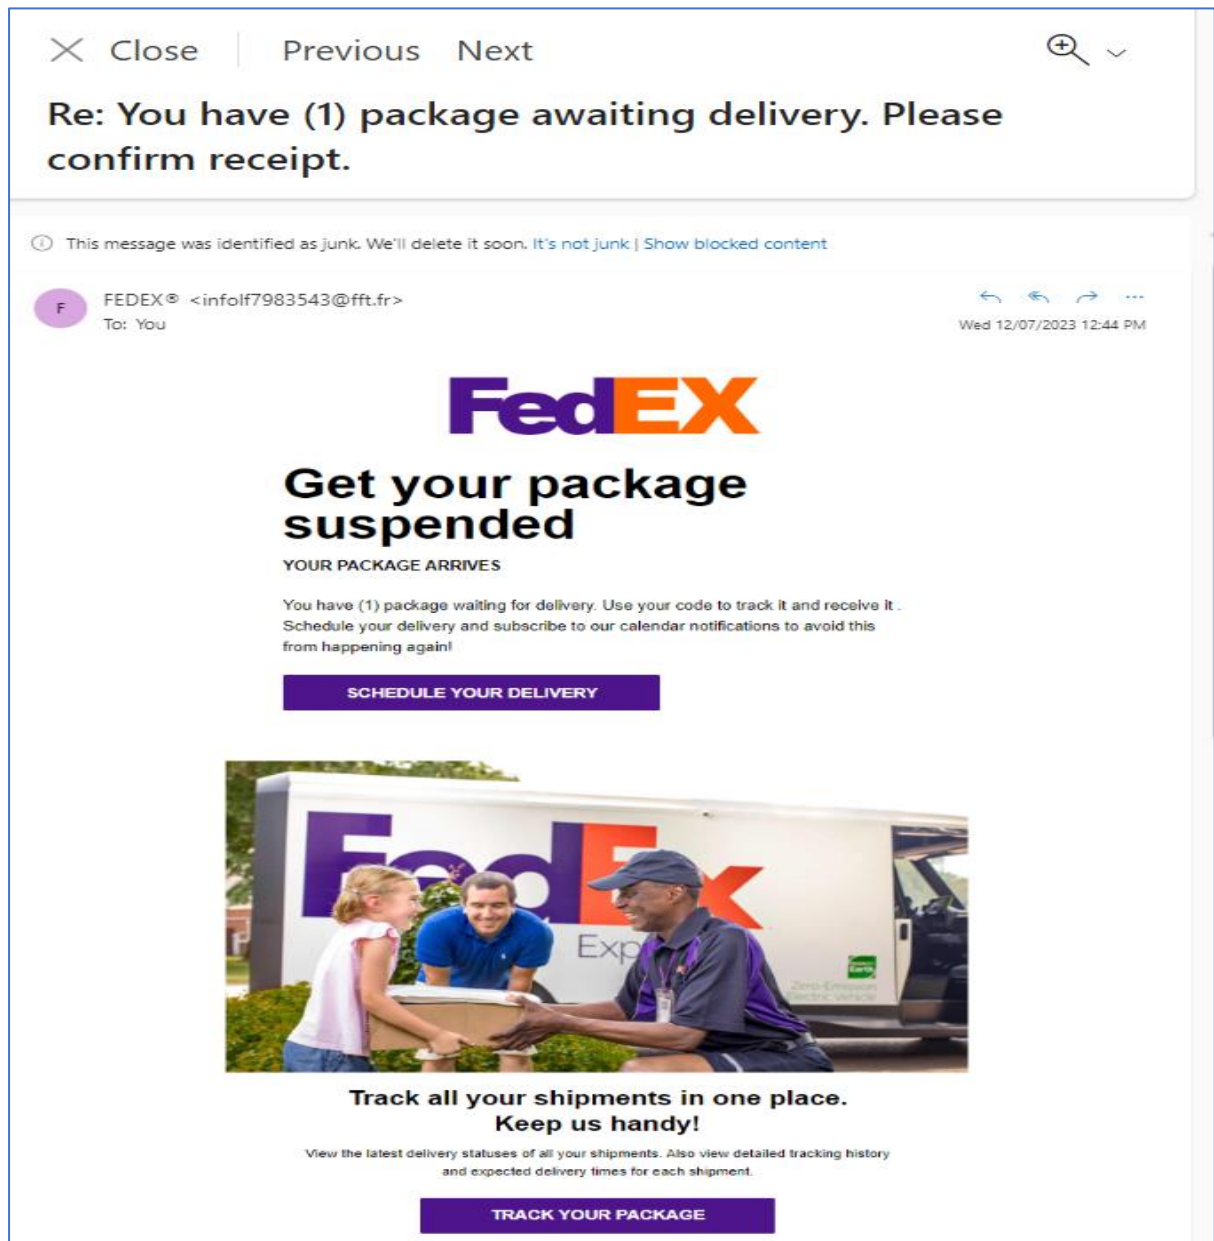 Close Previous Next
Re: You have (1) package awaiting delivery. Please
confirm receipt.
This message was identified as junk. We'll delete it soon. It's not junk | Show blocked content
F
FEDEX® <infolf7983543@fft.fr>
To: You
Wed 12/07/2023 12:44 PM
FedEX
Get your package
suspended
YOUR PACKAGE ARRIVES
You have (1) package waiting for delivery. Use your code to track it and receive it .
Schedule your delivery and subscribe to our calendar notifications to avoid this
from happening again!
SCHEDULE YOUR DELIVERY
FedEx
Exp
Earth
Zero-Emission
Electric Vehicle
Track all your shipments in one place.
Keep us handy!
View the latest delivery statuses of all your shipments. Also view detailed tracking history
and expected delivery times for each shipment.
TRACK YOUR PACKAGE